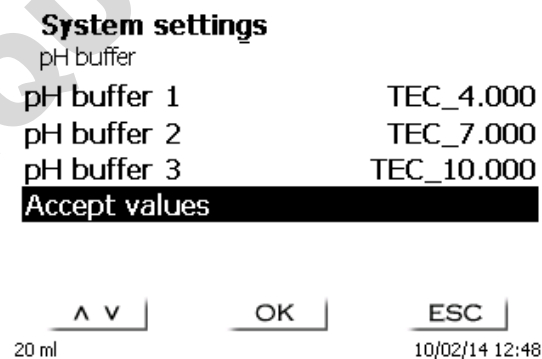 System settings
pH buffer
pH buffer 1 TEC_4.000
pH buffer 2 TEC_7.000
pH buffer 3 TEC_10.000
Accept values
∧ ∨ OK ESC
20 ml 10/02/14 12:48